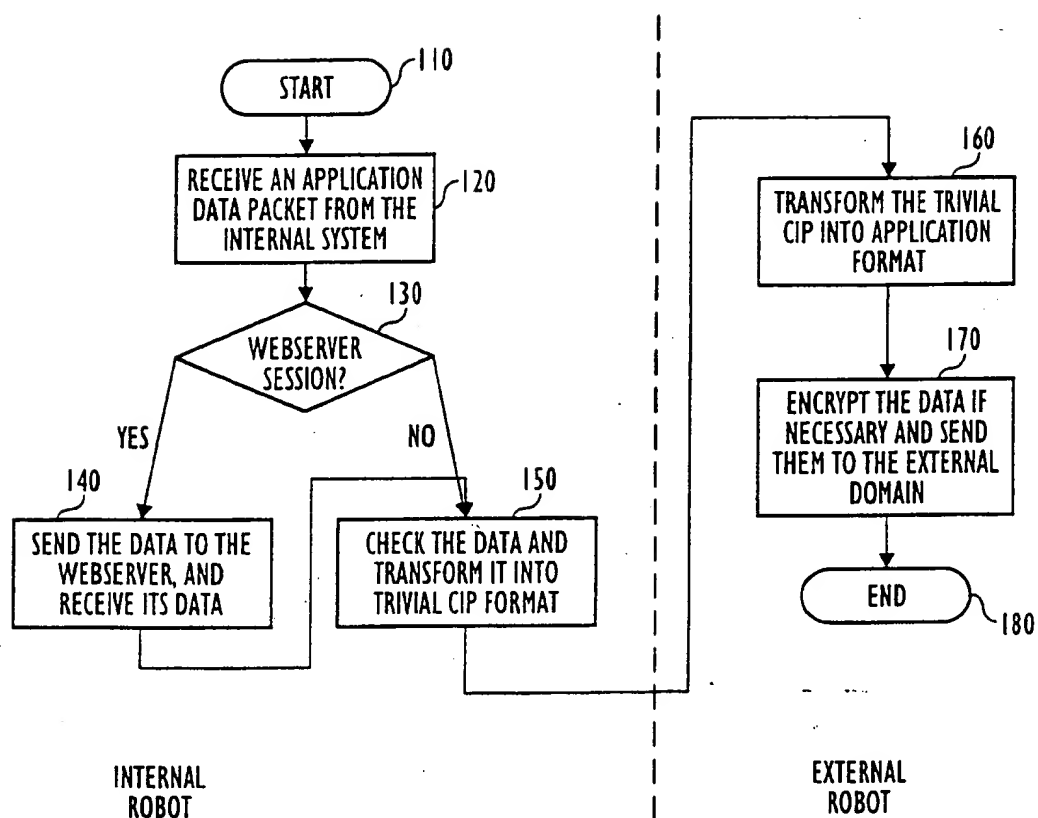 START
110
RECEIVE AN APPLICATION
DATA PACKET FROM THE
INTERNAL SYSTEM
120
130
WEBSERVER
SESSION?
YES
NO
140
SEND THE DATA TO THE
WEBSERVER, AND
RECEIVE ITS DATA
150
CHECK THE DATA AND
TRANSFORM IT INTO
TRIVIAL CIP FORMAT
INTERNAL
ROBOT
160
TRANSFORM THE TRIVIAL
CIP INTO APPLICATION
FORMAT
170
ENCRYPT THE DATA IF
NECESSARY AND SEND
THEM TO THE EXTERNAL
DOMAIN
END
180
EXTERNAL
ROBOT